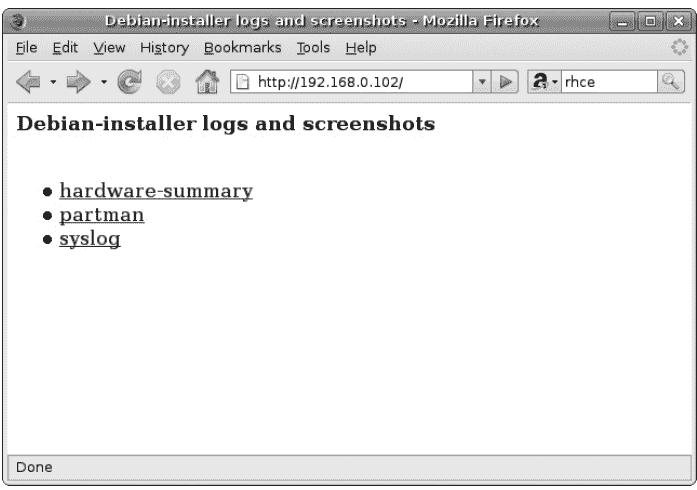 Debian-installer logs and screenshots - Mozilla Firefox
File Edit View History Bookmarks Tools Help
http://192.168.0.102/ a rhce
Debian-installer logs and screenshots
• hardware-summary
• partman
• syslog
Done